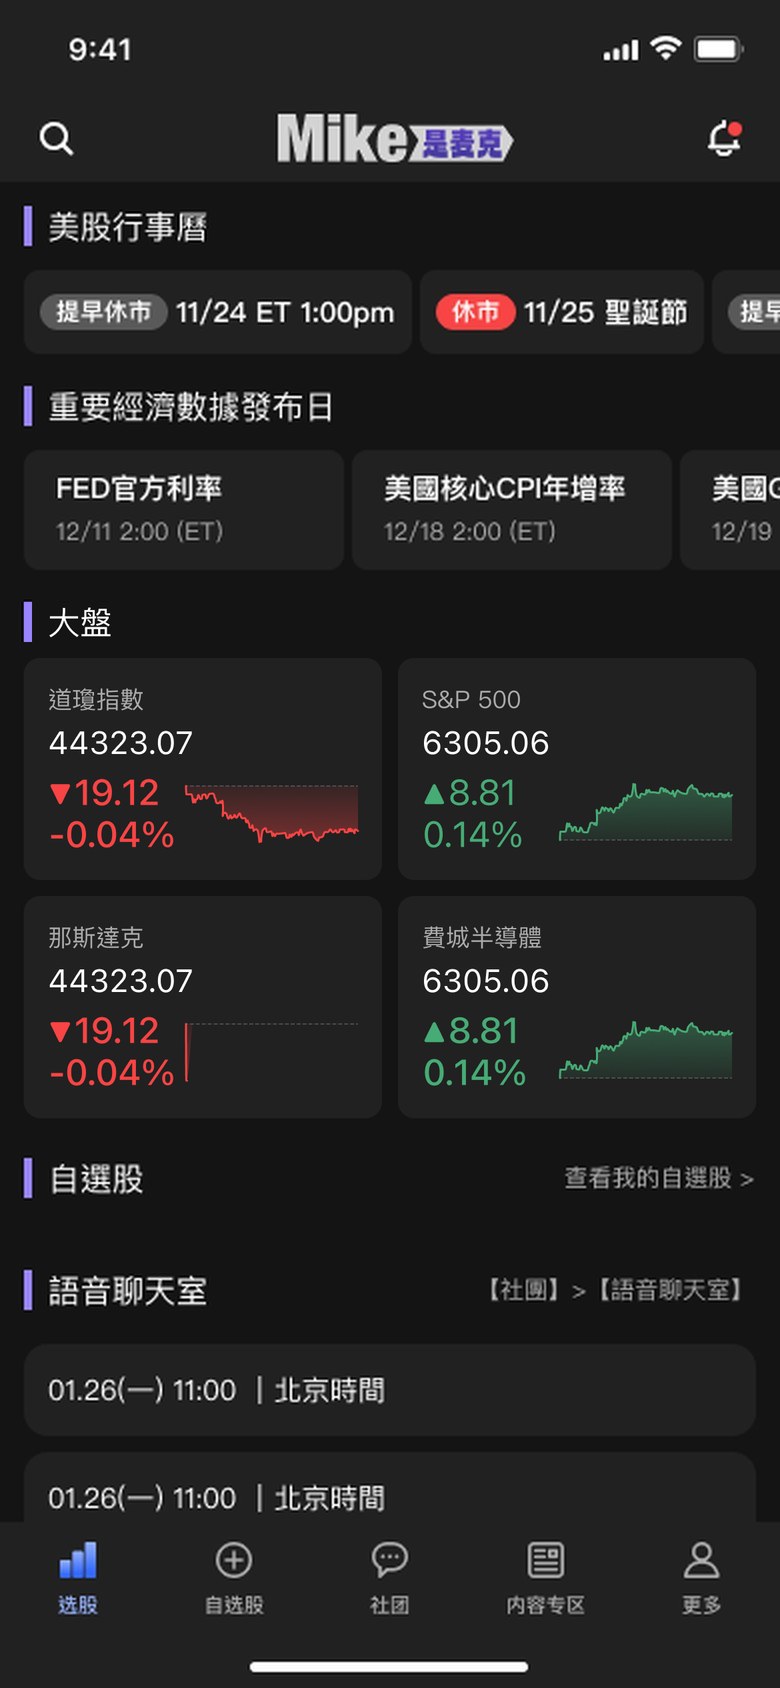 9:41
Mike是麦克
美股行事曆
提早休市 11/24 ET 1:00pm
休市 11/25 聖誕節
提早
重要經濟數據發布日
FED官方利率
12/11 2:00 (ET)
美國核心CPI年增率
12/18 2:00 (ET)
美國G
12/19
大盤
道瓊指數
44323.07
▼19.12
-0.04%
S&P 500
6305.06
▲8.81
0.14%
那斯達克
44323.07
▼19.12
-0.04%
費城半導體
6305.06
▲8.81
0.14%
自選股
查看我的自選股 >
語音聊天室
【社團】>【語音聊天室】
01.26(一) 11:00 | 北京時間
01.26(一) 11:00 | 北京時間
选股
自选股
社团
内容专区
更多